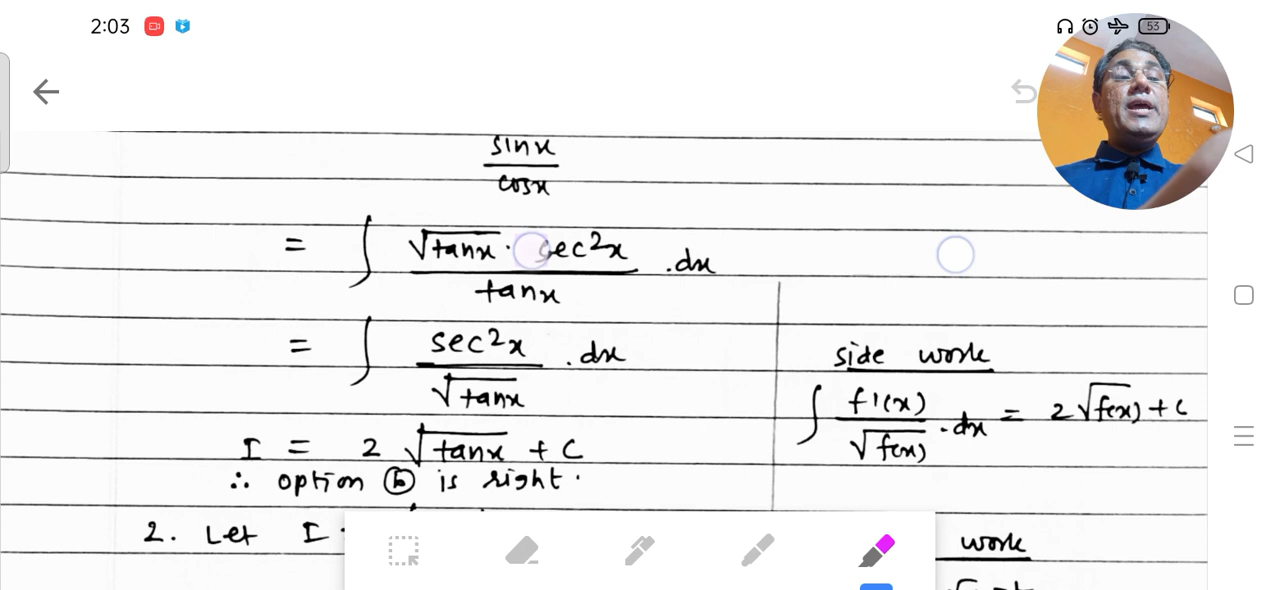 2:03
53
sinx
cosx
= ∫ √tanx · sec²x / tanx .dx
= ∫ sec²x / √tanx .dx
I = 2 √tanx + C
∴ option ⓑ is right.
side work
∫ f'(x) / √f(x) .dx = 2√f(x) + C
2. Let I
work